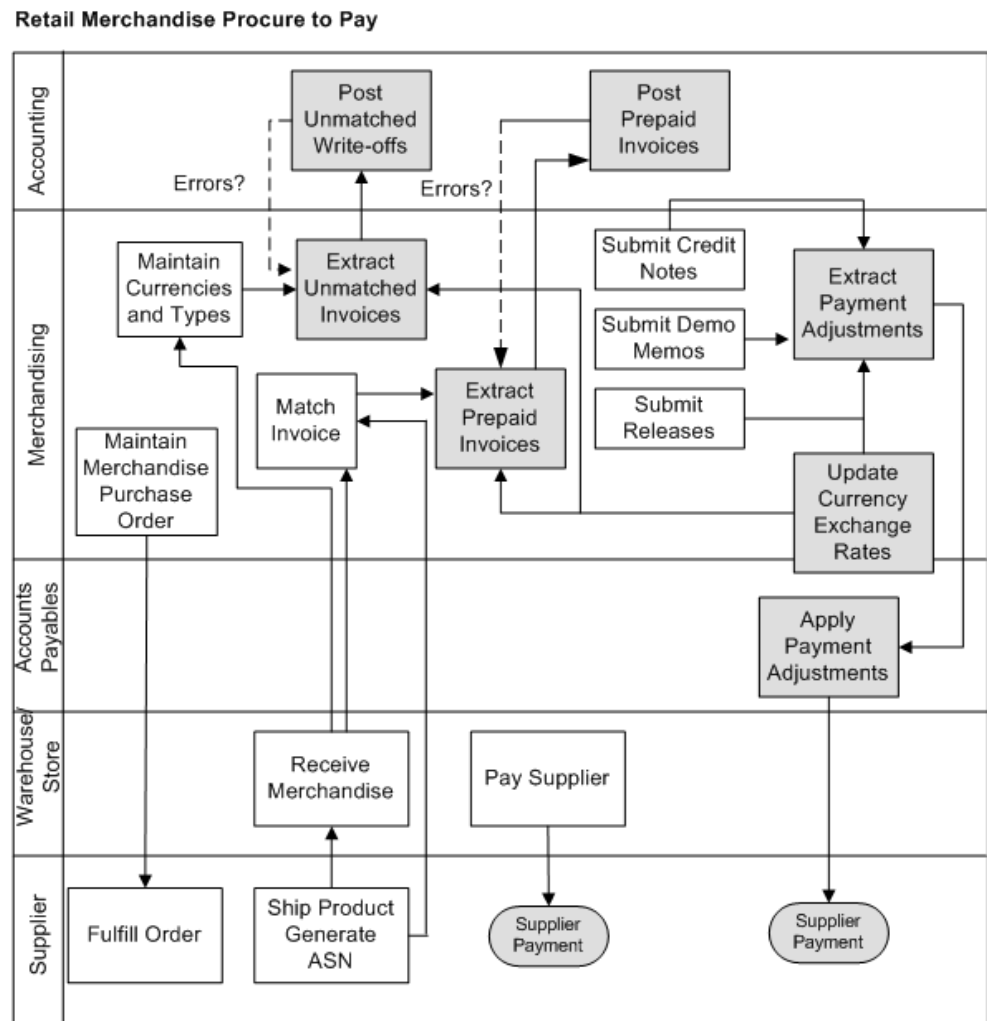 Retail Merchandise Procure to Pay
Accounting
Post
Unmatched
Write-offs
Post
Prepaid
Invoices
Errors?
Errors?
Merchandising
Maintain
Currencies
and Types
Extract
Unmatched
Invoices
Submit Credit
Notes
Extract
Payment
Adjustments
Submit Demo
Memos
Match
Invoice
Extract
Prepaid
Invoices
Submit
Releases
Maintain
Merchandise
Purchase
Order
Update
Currency
Exchange
Rates
Accounts
Payables
Apply
Payment
Adjustments
Warehouse/
Store
Receive
Merchandise
Pay Supplier
Supplier
Fulfill Order
Ship Product
Generate
ASN
Supplier
Payment
Supplier
Payment